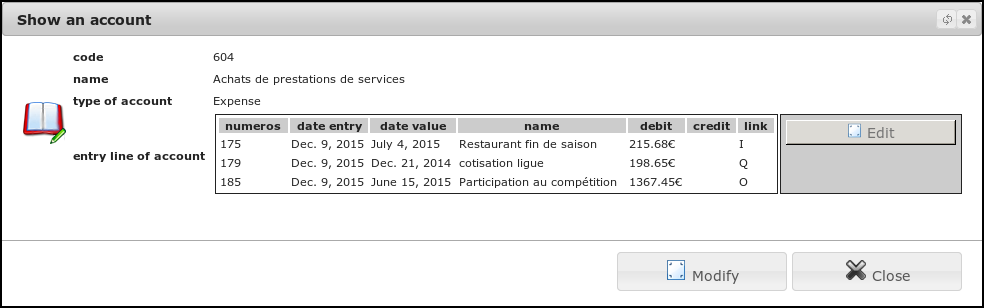 Show an account
code 604
name Achats de prestations de services
type of account Expense
entry line of account
numeros date entry date value name debit credit link
175 Dec. 9, 2015 July 4, 2015 Restaurant fin de saison 215.68€ I
179 Dec. 9, 2015 Dec. 21, 2014 cotisation ligue 198.65€ Q
185 Dec. 9, 2015 June 15, 2015 Participation au compétition 1367.45€ O
Edit
Modify Close